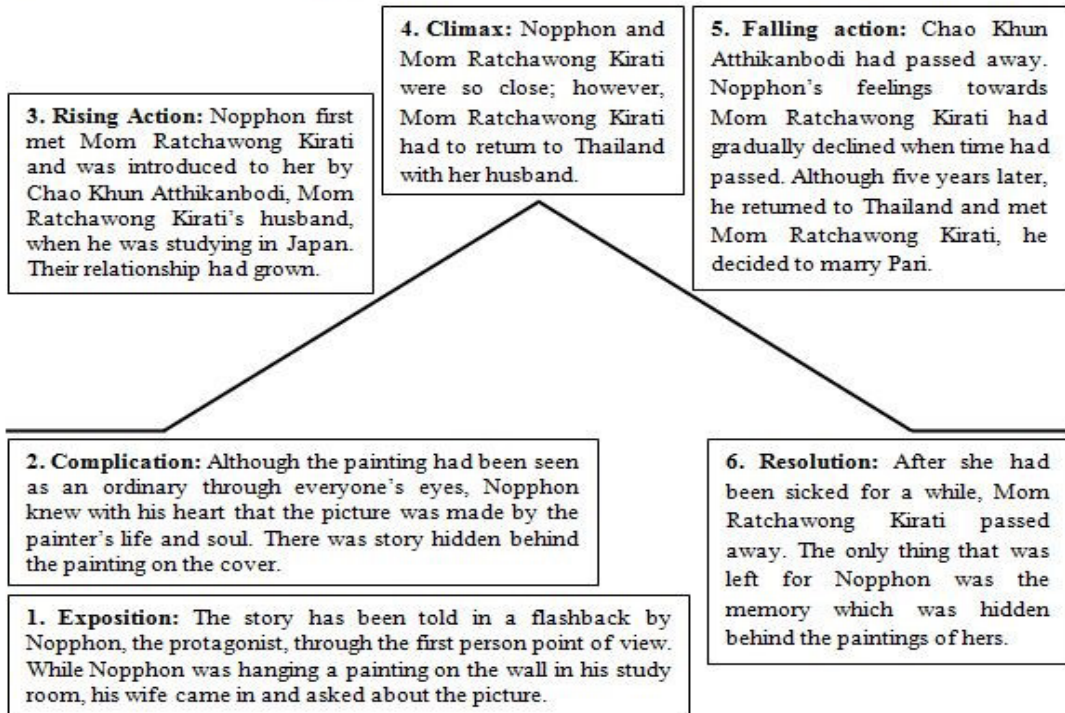 4. Climax: Nopphon and
Mom Ratchawong Kirati
were so close; however,
Mom Ratchawong Kirati
had to return to Thailand
with her husband.
5. Falling action: Chao Khun
Atthikanbodi had passed away.
Nopphon's feelings towards
Mom Ratchawong Kirati had
gradually declined when time had
passed. Although five years later,
he returned to Thailand and met
Mom Ratchawong Kirati, he
decided to marry Pari.
3. Rising Action: Nopphon first
met Mom Ratchawong Kirati
and was introduced to her by
Chao Khun Atthikanbodi, Mom
Ratchawong Kirati's husband,
when he was studying in Japan.
Their relationship had grown.
2. Complication: Although the painting had been seen
as an ordinary through everyone's eyes, Nopphon
knew with his heart that the picture was made by the
painter's life and soul. There was story hidden behind
the painting on the cover.
6. Resolution: After she had
been sicked for a while, Mom
Ratchawong Kirati passed
away. The only thing that was
left for Nopphon was the
memory which was hidden
behind the paintings of hers.
1. Exposition: The story has been told in a flashback by
Nopphon, the protagonist, through the first person point of view.
While Nopphon was hanging a painting on the wall in his study
room, his wife came in and asked about the picture.